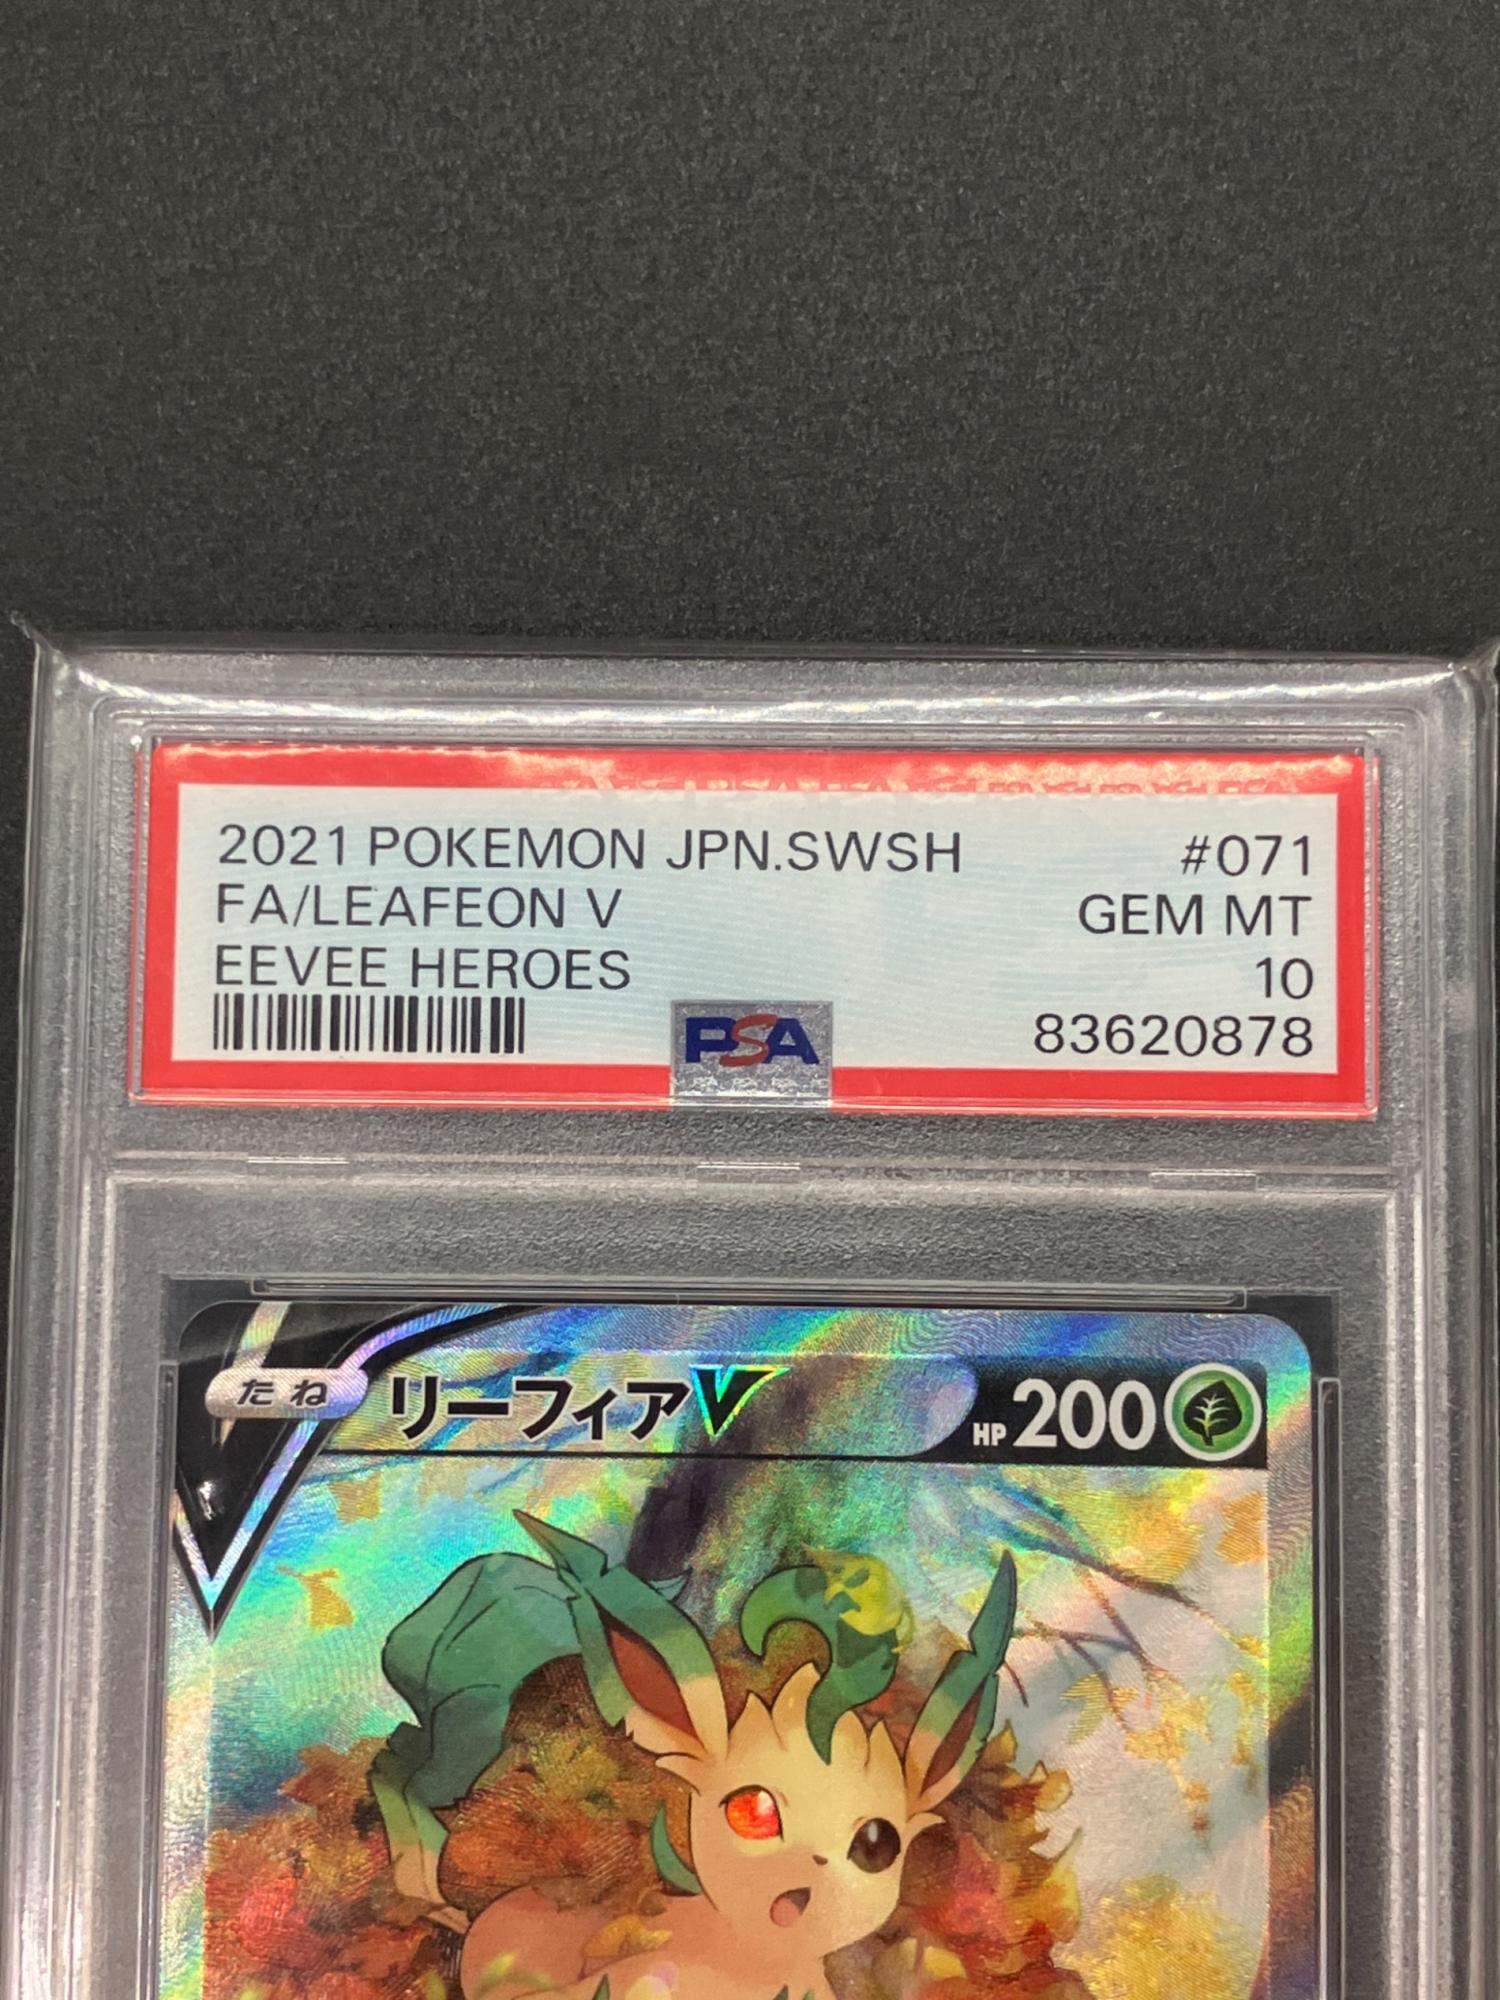 2021 POKEMON JPN.SWSH #071
FA/LEAFEON V GEM MT
EEVEE HEROES 10
PSA 83620878
たね リーフィアV HP 200